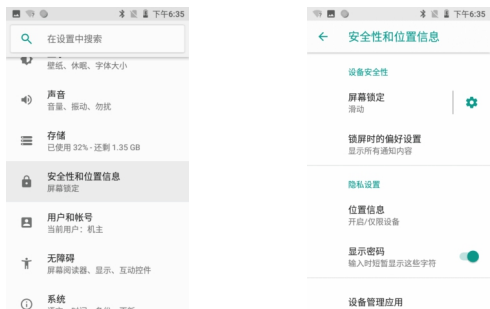 下午6:35
在设置中搜索
壁纸、休眠、字体大小
声音
音量、振动、勿扰
存储
已使用 32% - 还剩 1.35 GB
安全性和位置信息
屏幕锁定
用户和帐号
当前用户：机主
无障碍
屏幕阅读器、显示、互动控件
系统
下午6:35
安全性和位置信息
设备安全性
屏幕锁定
滑动
锁屏时的偏好设置
显示所有通知内容
隐私设置
位置信息
开启/仅限设备
显示密码
输入时短暂显示这些字符
设备管理应用